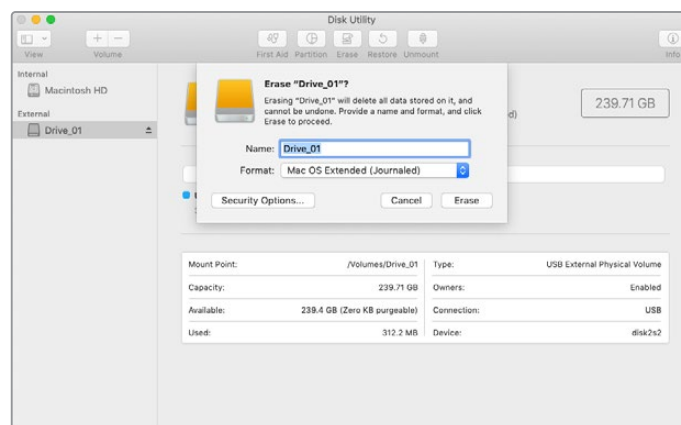 Disk Utility
View
Volume
First Aid Partition Erase Restore Unmount
Info
Internal
Macintosh HD
External
Drive_01
Erase "Drive_01"?
Erasing "Drive_01" will delete all data stored on it, and
cannot be undone. Provide a name and format, and click
Erase to proceed.
Name: Drive_01
Format: Mac OS Extended (Journaled)
Security Options... Cancel Erase
d)
239.71 GB
Mount Point: /Volumes/Drive_01 Type: USB External Physical Volume
Capacity: 239.71 GB Owners: Enabled
Available: 239.4 GB (Zero KB purgeable) Connection: USB
Used: 312.2 MB Device: disk2s2